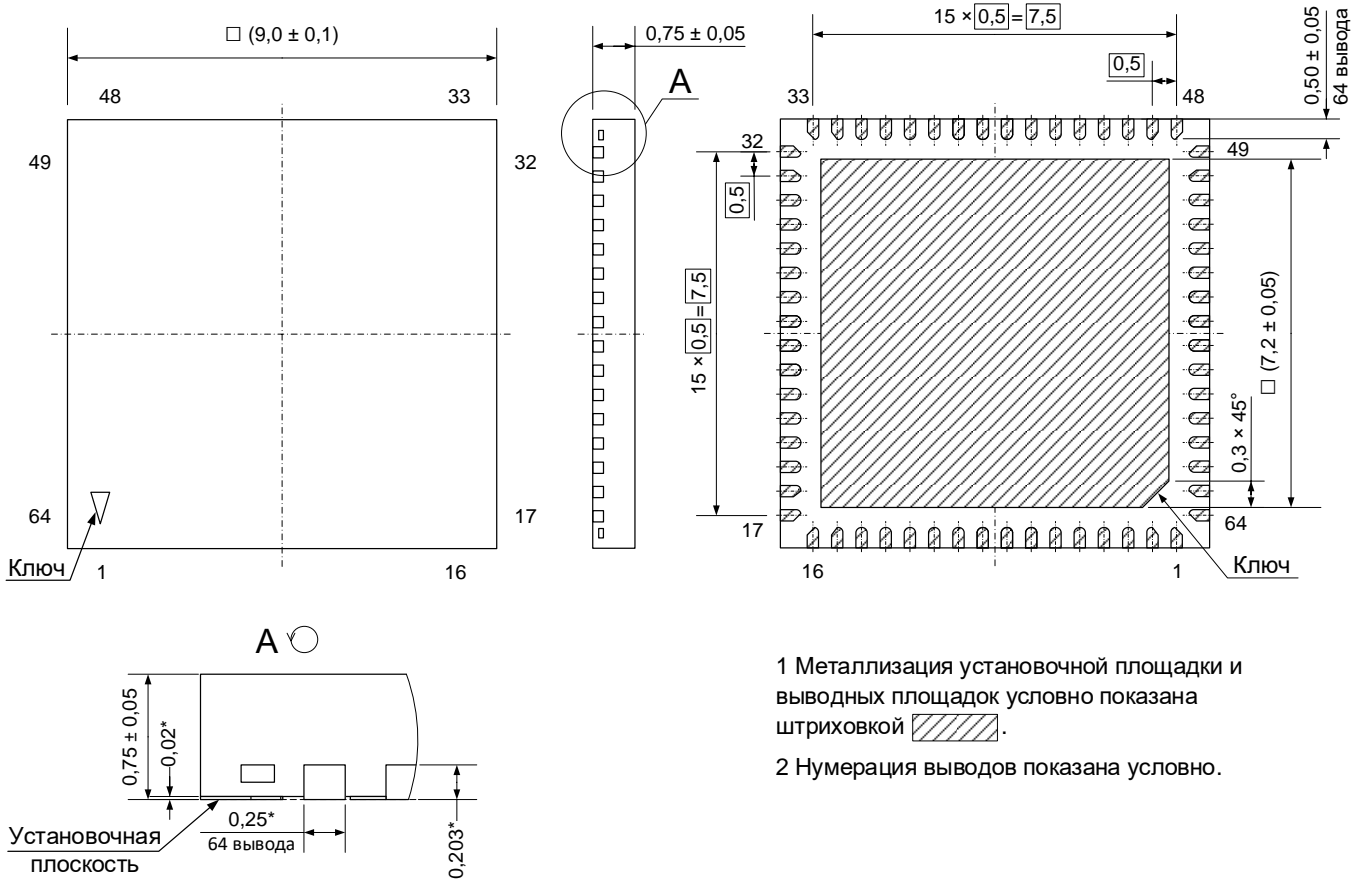 □ (9,0 ± 0,1)
48
33
49
32
64
17
Ключ
1
16
0,75 ± 0,05
А
15 × 0,5 = 7,5
0,5
0,50 ± 0,05
64 вывода
33
48
32
49
0,5
15 × 0,5 = 7,5
□ (7,2 ± 0,05)
0,3 × 45°
17
64
16
1
Ключ
А
0,75 ± 0,05
0,02*
0,25*
64 вывода
0,203*
Установочная
плоскость
1 Металлизация установочной площадки и
выводных площадок условно показана
штриховкой .
2 Нумерация выводов показана условно.